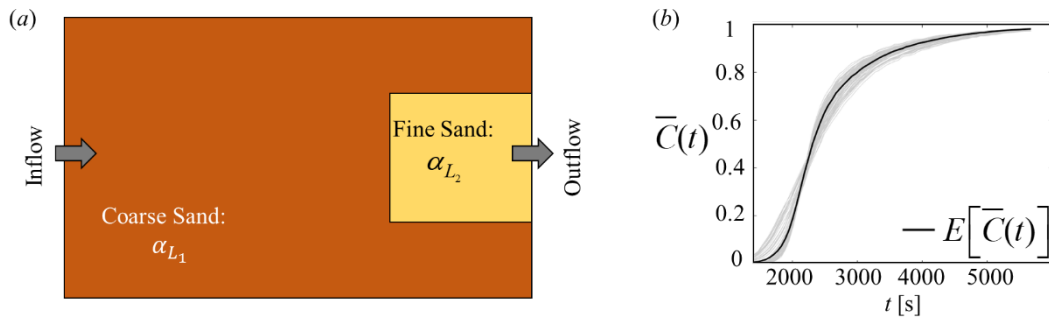 (a)
Inflow
Fine Sand:
α_{L_2}
Coarse Sand:
α_{L_1}
Outflow
(b)
C̅(t)
1
0.8
0.6
0.4
0.2
0
2000 3000 4000 5000
t [s]
— E[C̅(t)]